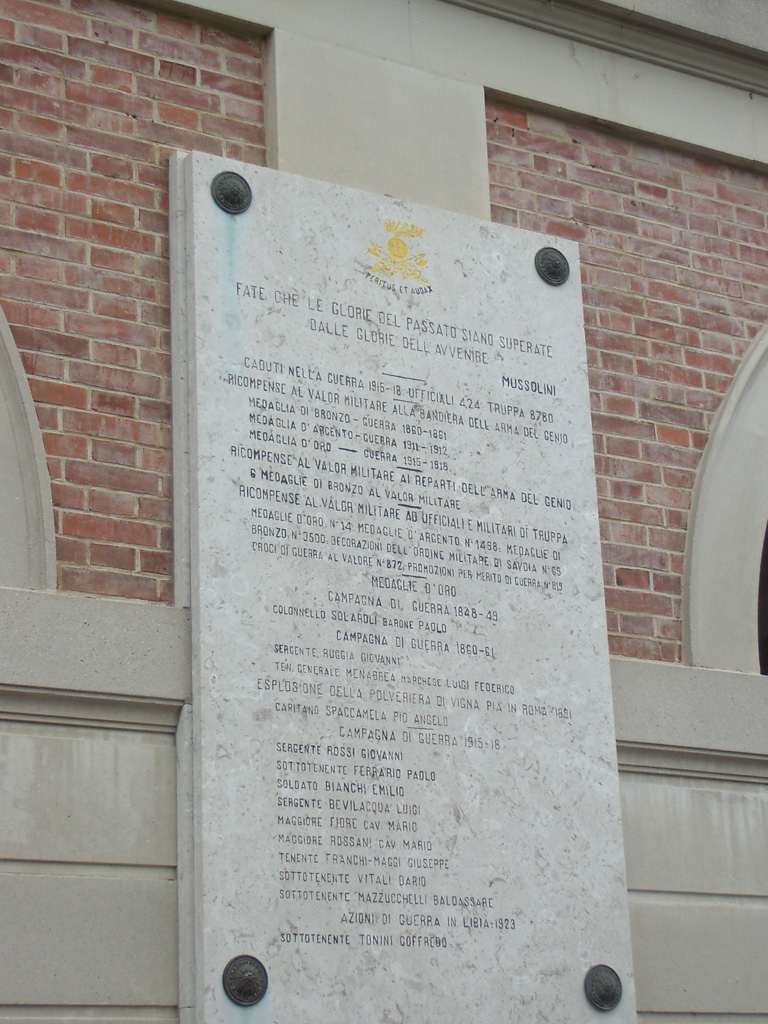 PERITUS ET AUDAX
FATE CHE LE GLORIE DEL PASSATO SIANO SUPERATE
DALLE GLORIE DELL'AVVENIRE
MUSSOLINI
CADUTI NELLA GUERRA 1915-18: UFFICIALI 424 TRUPPA 8780
RICOMPENSE AL VALOR MILITARE ALLA BANDIERA DELL'ARMA DEL GENIO
MEDAGLIA DI BRONZO - GUERRA 1860-1861
MEDAGLIA D'ARGENTO - GUERRA 1911-1912
MEDAGLIA D'ORO — GUERRA 1915-1918
RICOMPENSE AL VALOR MILITARE AI REPARTI DELL'ARMA DEL GENIO
6 MEDAGLIE DI BRONZO AL VALOR MILITARE
RICOMPENSE AL VALOR MILITARE AD UFFICIALI E MILITARI DI TRUPPA
MEDAGLIE D'ORO, N° 14, MEDAGLIE D'ARGENTO, N° 1498, MEDAGLIE DI
BRONZO, N° 3500, DECORAZIONI DELL'ORDINE MILITARE DI SAVOIA N° 65
CROCI DI GUERRA AL VALORE N° 872, PROMOZIONI PER MERITO DI GUERRA N° 819
MEDAGLIE D'ORO
CAMPAGNA DI GUERRA 1848-49
COLONNELLO SOLAROLI BARONE PAOLO
CAMPAGNA DI GUERRA 1860-61
SERGENTE RUGGIA GIOVANNI
TEN. GENERALE MENABREA MARCHESE LUIGI FEDERICO
ESPLOSIONE DELLA POLVERIERA DI VIGNA PIA IN ROMA-1891
CAPITANO SPACCAMELA PIO ANGELO
CAMPAGNA DI GUERRA 1915-18
SERGENTE ROSSI GIOVANNI
SOTTOTENENTE FERRARIO PAOLO
SOLDATO BIANCHI EMILIO
SERGENTE BEVILACQUA LUIGI
MAGGIORE FIORE CAV MARIO
MAGGIORE ROSSANI CAV MARIO
TENENTE FRANCHI-MAGGI GIUSEPPE
SOTTOTENENTE VITALI DARIO
SOTTOTENENTE MAZZUCCHELLI BALDASSARE
AZIONI DI GUERRA IN LIBIA-1923
SOTTOTENENTE TONINI GOFFREDO